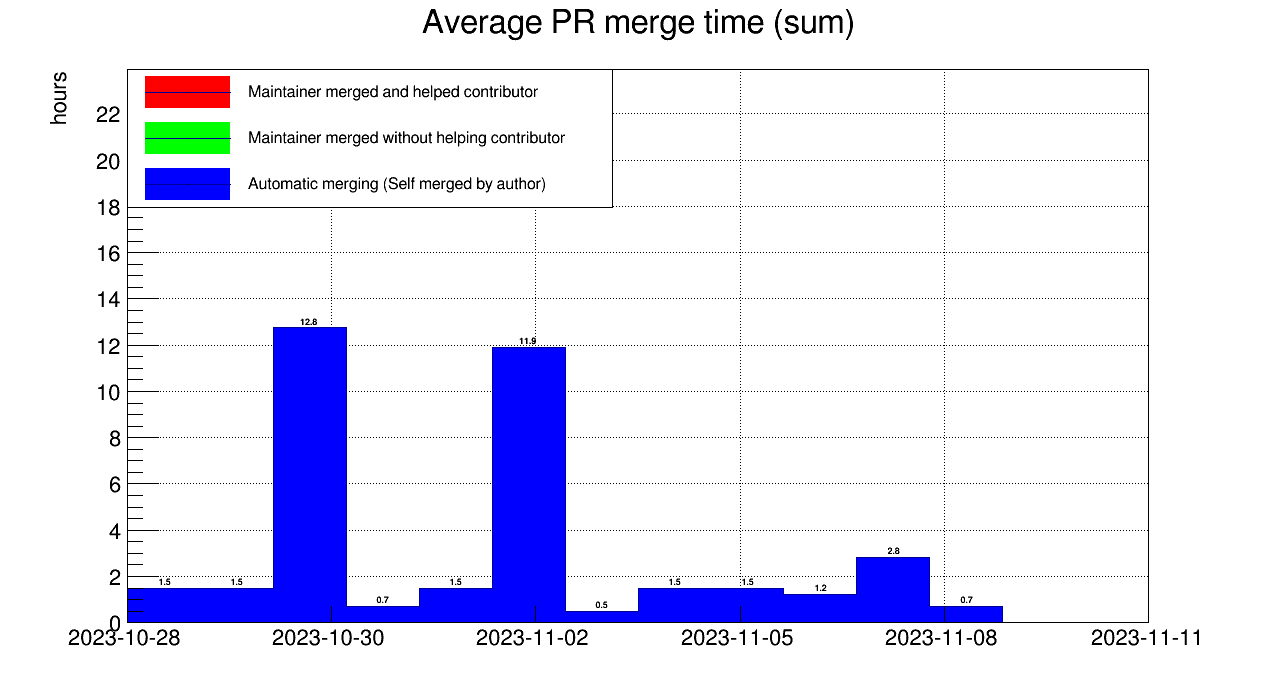 Average PR merge time (sum)
hours
Maintainer merged and helped contributor
Maintainer merged without helping contributor
Automatic merging (Self merged by author)
22
20
18
16
14
12
10
8
6
4
2
0
12.8
11.9
2.8
1.5 1.5 0.7 1.5 0.5 1.5 1.5 1.2 0.7
2023-10-28 2023-10-30 2023-11-02 2023-11-05 2023-11-08 2023-11-11